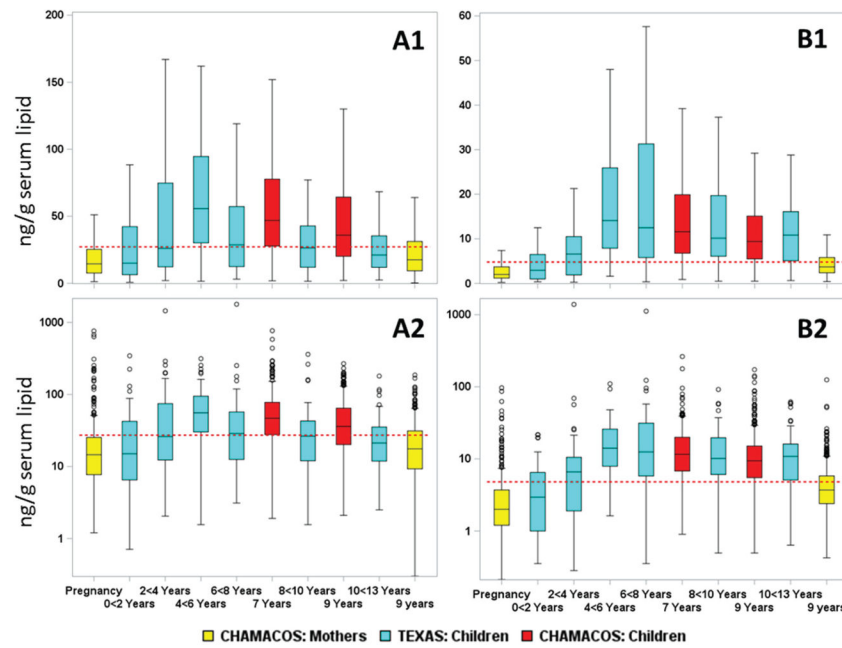 A1
B1
ng/g serum lipid
200
150
100
50
0
60
50
40
30
20
10
0
A2
B2
ng/g serum lipid
1000
100
10
1
1000
100
10
1
Pregnancy 2<4 Years 6<8 Years 8<10 Years 10<13 Years
0<2 Years 4<6 Years 7 Years 9 Years 9 years
Pregnancy 2<4 Years 6<8 Years 8<10 Years 10<13 Years
0<2 Years 4<6 Years 7 Years 9 Years 9 years
CHAMACOS: Mothers TEXAS: Children CHAMACOS: Children